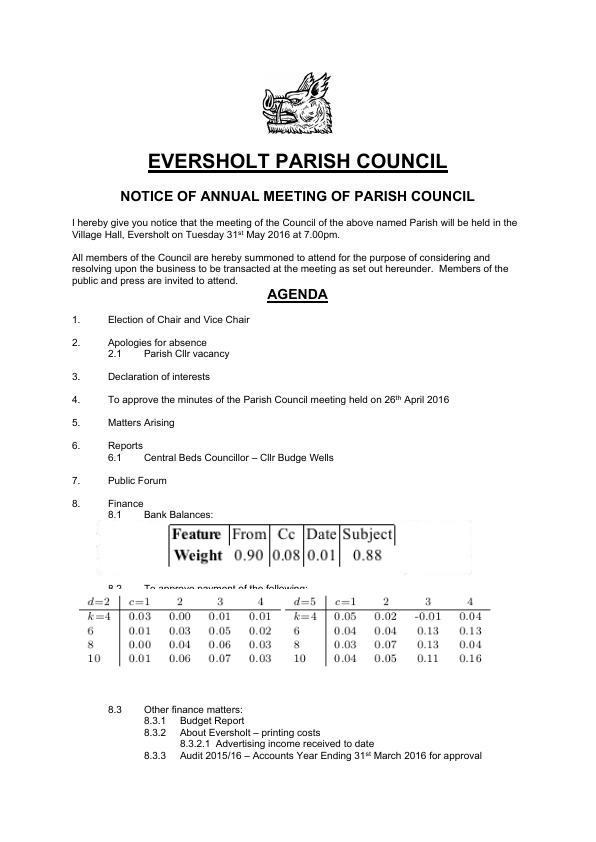 EVERSHOLT PARISH COUNCIL
NOTICE OF ANNUAL MEETING OF PARISH COUNCIL
I hereby give you notice that the meeting of the Council of the above named Parish will be held in the
Village Hall, Eversholt on Tuesday 31st May 2016 at 7.00pm.
All members of the Council are hereby summoned to attend for the purpose of considering and
resolving upon the business to be transacted at the meeting as set out hereunder. Members of the
public and press are invited to attend.
AGENDA
1. Election of Chair and Vice Chair
2. Apologies for absence
2.1 Parish Cllr vacancy
3. Declaration of interests
4. To approve the minutes of the Parish Council meeting held on 26th April 2016
5. Matters Arising
6. Reports
6.1 Central Beds Councillor – Cllr Budge Wells
7. Public Forum
8. Finance
8.1 Bank Balances:
Feature From Cc Date Subject
Weight 0.90 0.08 0.01 0.88
8.2 To approve payment of the following:
d=2 c=1 2 3 4 d=5 c=1 2 3 4
k=4 0.03 0.00 0.01 0.01 k=4 0.05 0.02 -0.01 0.04
6 0.01 0.03 0.05 0.02 6 0.04 0.04 0.13 0.13
8 0.00 0.04 0.06 0.03 8 0.03 0.07 0.13 0.04
10 0.01 0.06 0.07 0.03 10 0.04 0.05 0.11 0.16
8.3 Other finance matters:
8.3.1 Budget Report
8.3.2 About Eversholt – printing costs
8.3.2.1 Advertising income received to date
8.3.3 Audit 2015/16 – Accounts Year Ending 31st March 2016 for approval